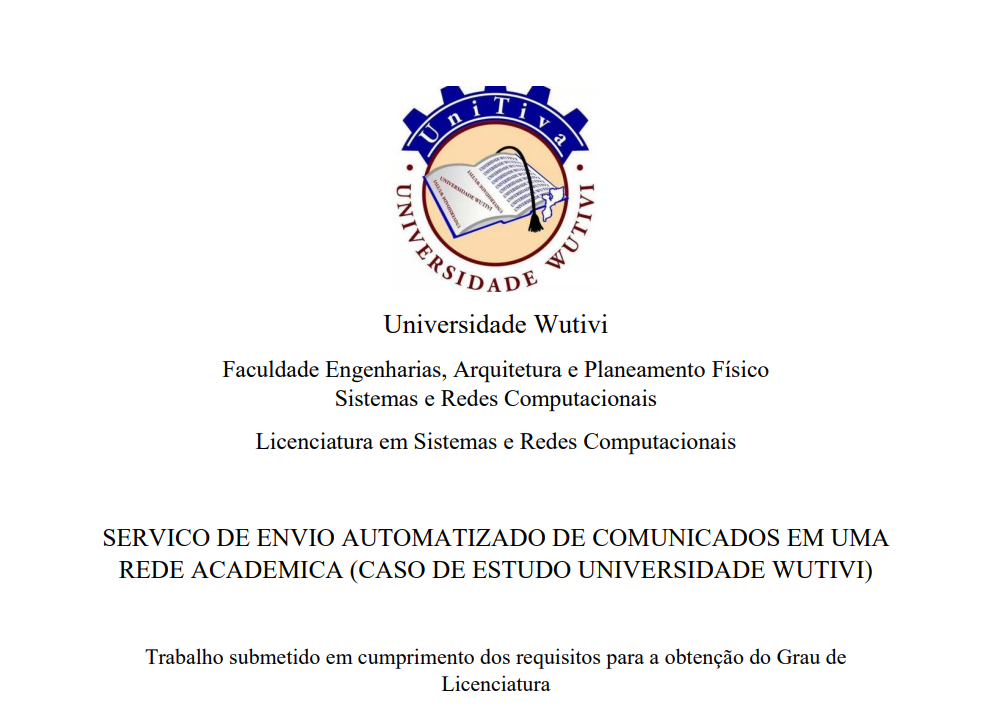 UniTiva
UNIVERSIDADE WUTIVI
UNIVERSIDADE WUTIVI
Universidade Wutivi
Faculdade Engenharias, Arquitetura e Planeamento Físico
Sistemas e Redes Computacionais
Licenciatura em Sistemas e Redes Computacionais
SERVICO DE ENVIO AUTOMATIZADO DE COMUNICADOS EM UMA
REDE ACADEMICA (CASO DE ESTUDO UNIVERSIDADE WUTIVI)
Trabalho submetido em cumprimento dos requisitos para a obtenção do Grau de
Licenciatura